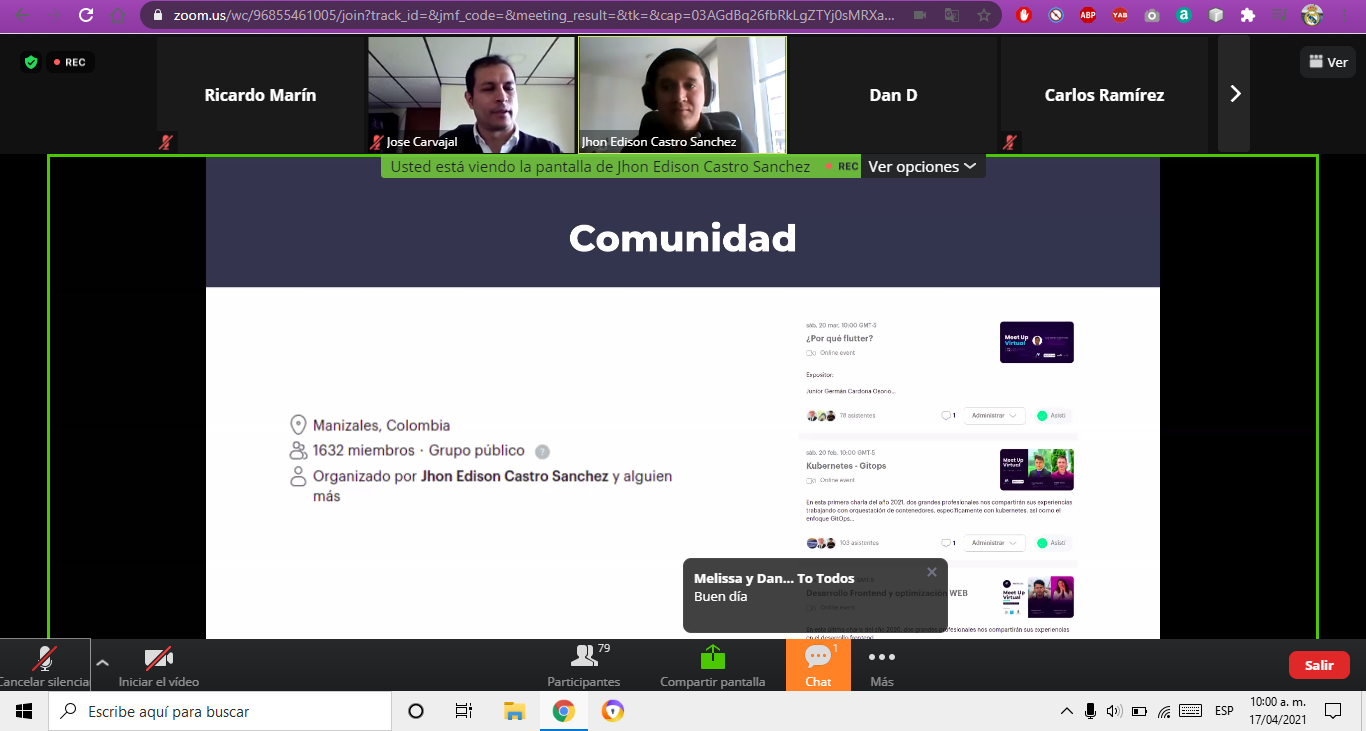 zoom.us/wc/96855461005/join?track_id=&jmf_code=&meeting_result=&tk=&cap=03AGdBq26fbRkLgZTYj0sMRXa...
ABP
YAB
a
REC
Ricardo Marín
Jose Carvajal
Jhon Edison Castro Sanchez
Dan D
Carlos Ramírez
Ver
Usted está viendo la pantalla de Jhon Edison Castro Sanchez
REC
Ver opciones
Comunidad
Manizales, Colombia
1632 miembros · Grupo público ?
Organizado por Jhon Edison Castro Sanchez y alguien
más
sáb, 20 mar, 10:00 GMT-5
¿Por qué flutter?
Online event
Expositor:
Junior Germán Cardona Osorio...
78 asistentes
1
Administrar
Asistí
Meet Up
Virtual
sáb, 20 feb, 10:00 GMT-5
Kubernetes - Gitops
Online event
En esta primera charla del año 2021, dos grandes profesionales nos compartirán sus experiencias
trabajando con orquestación de contenedores, específicamente con kubernetes, así como el
enfoque GitOps...
103 asistentes
1
Administrar
Asistí
Meet Up
Virtual
Desarrollo Frontend y optimización WEB
Online event
En esta última charla del año 2020, dos grandes profesionales nos compartirán sus experiencias
en el desarrollo frontend
Meet Up
Virtual
Melissa y Dan... To Todos
Buen día
Cancelar silencia
Iniciar el vídeo
79
Participantes
Compartir pantalla
1
Chat
Más
Salir
Escribe aquí para buscar
ESP
10:00 a. m.
17/04/2021